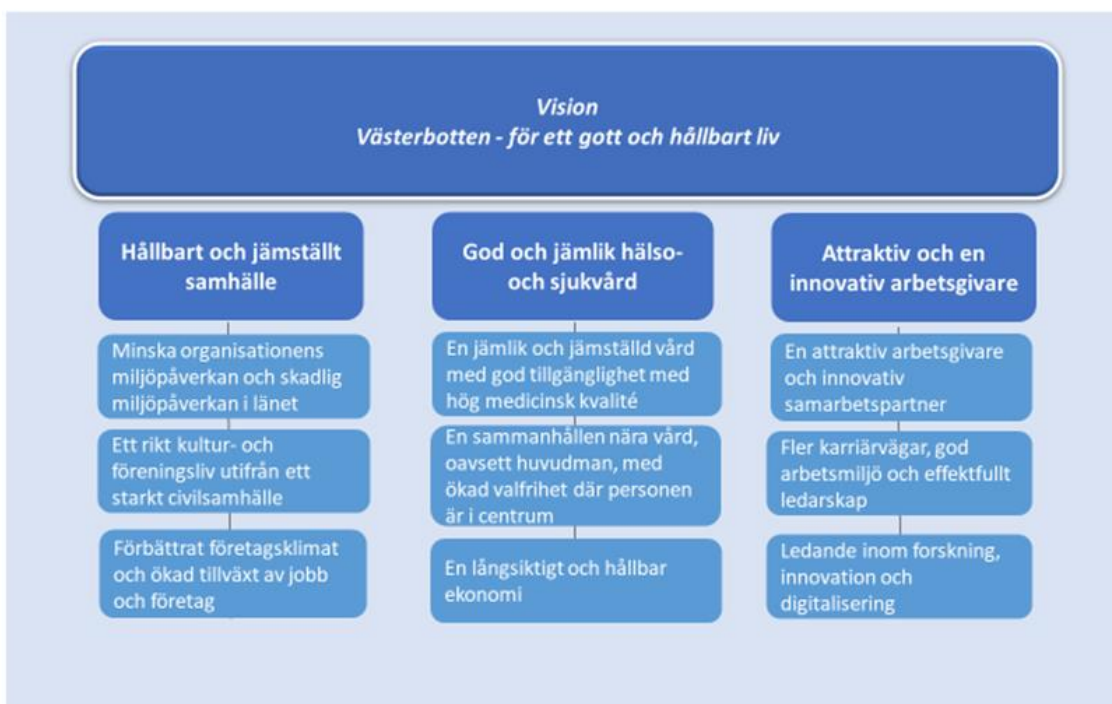 Vision
Västerbotten - för ett gott och hållbart liv
Hållbart och jämställt
samhälle
Minska organisationens
miljöpåverkan och skadlig
miljöpåverkan i länet
Ett rikt kultur- och
föreningsliv utifrån ett
starkt civilsamhälle
Förbättrat företagsklimat
och ökad tillväxt av jobb
och företag
God och jämlik hälso-
och sjukvård
En jämlik och jämställd vård
med god tillgänglighet med
hög medicinsk kvalité
En sammanhållen nära vård,
oavsett huvudman, med
ökad valfrihet där personen
är i centrum
En långsiktigt och hållbar
ekonomi
Attraktiv och en
innovativ arbetsgivare
En attraktiv arbetsgivare
och innovativ
samarbetspartner
Fler karriärvägar, god
arbetsmiljö och effektfullt
ledarskap
Ledande inom forskning,
innovation och
digitalisering